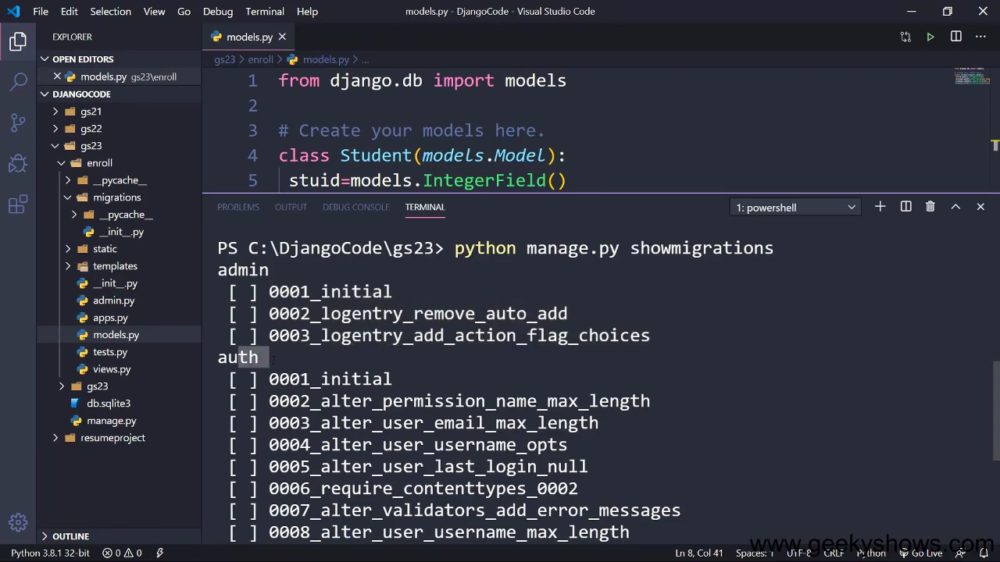 File Edit Selection View Go Debug Terminal Help
models.py - DjangoCode - Visual Studio Code
EXPLORER
OPEN EDITORS
models.py gs23\enroll
DJANGOCODE
gs21
gs22
gs23
enroll
__pycache__
migrations
__pycache__
__init__.py
static
templates
__init__.py
admin.py
apps.py
models.py
tests.py
views.py
gs23
db.sqlite3
manage.py
resumeproject
OUTLINE
models.py
gs23 > enroll > models.py > ...
1 from django.db import models
2
3 # Create your models here.
4 class Student(models.Model):
5 stuid=models.IntegerField()
PROBLEMS OUTPUT DEBUG CONSOLE TERMINAL
1: powershell
PS C:\DjangoCode\gs23> python manage.py showmigrations
admin
[ ] 0001_initial
[ ] 0002_logentry_remove_auto_add
[ ] 0003_logentry_add_action_flag_choices
auth
[ ] 0001_initial
[ ] 0002_alter_permission_name_max_length
[ ] 0003_alter_user_email_max_length
[ ] 0004_alter_user_username_opts
[ ] 0005_alter_user_last_login_null
[ ] 0006_require_contenttypes_0002
[ ] 0007_alter_validators_add_error_messages
[ ] 0008_alter_user_username_max_length
www.geekyshows.com
Python 3.8.1 32-bit 0 0 Ln 8, Col 41 Spaces: 1 UTF-8 CRLF Python Go Live